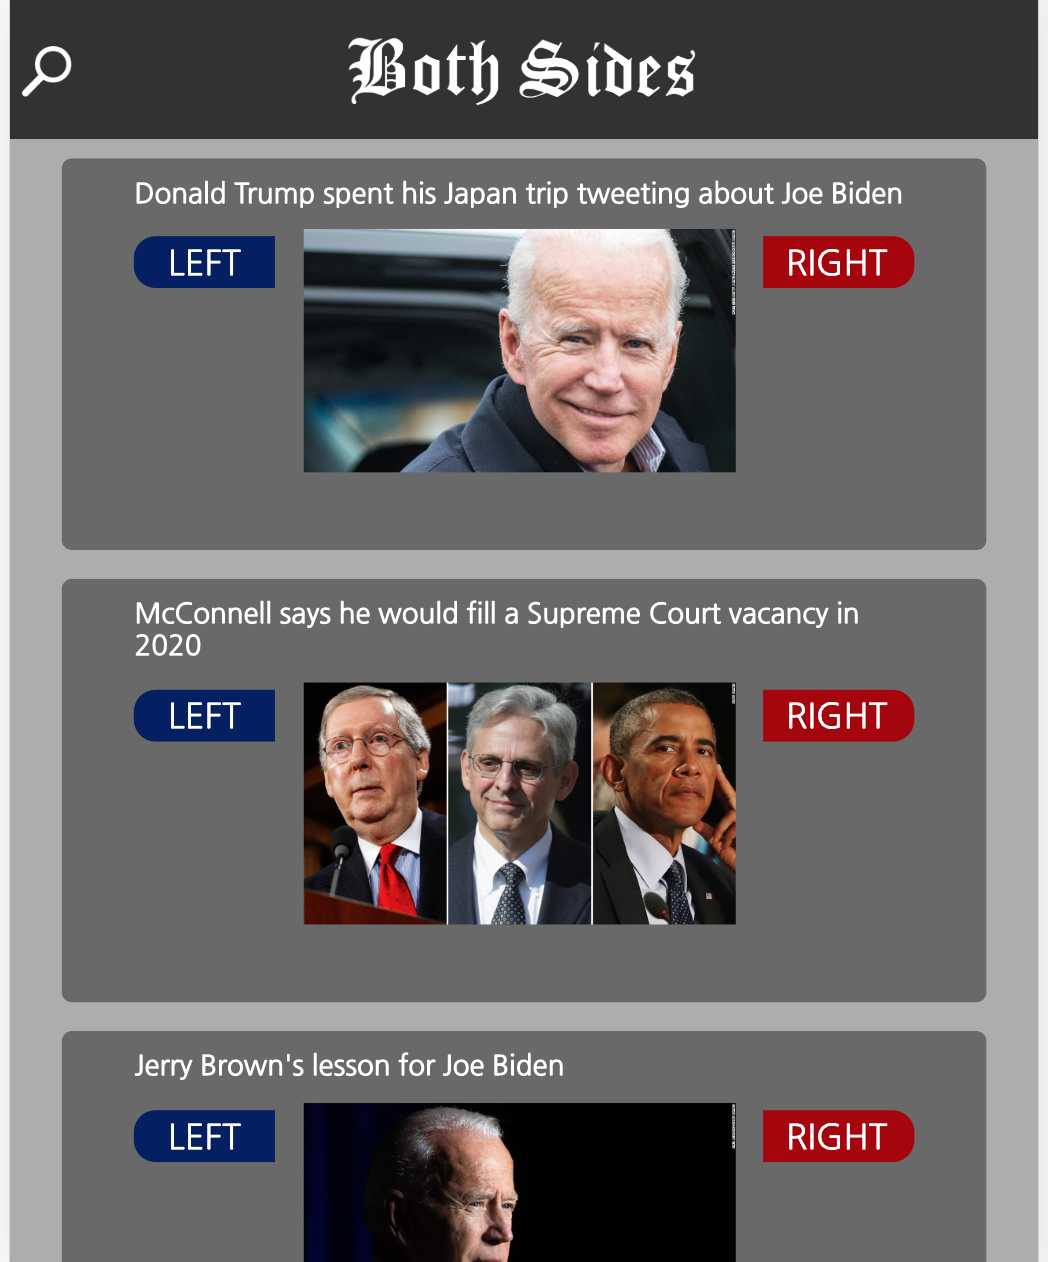 Both Sides
Donald Trump spent his Japan trip tweeting about Joe Biden
LEFT
RIGHT
McConnell says he would fill a Supreme Court vacancy in
2020
LEFT
RIGHT
Jerry Brown's lesson for Joe Biden
LEFT
RIGHT